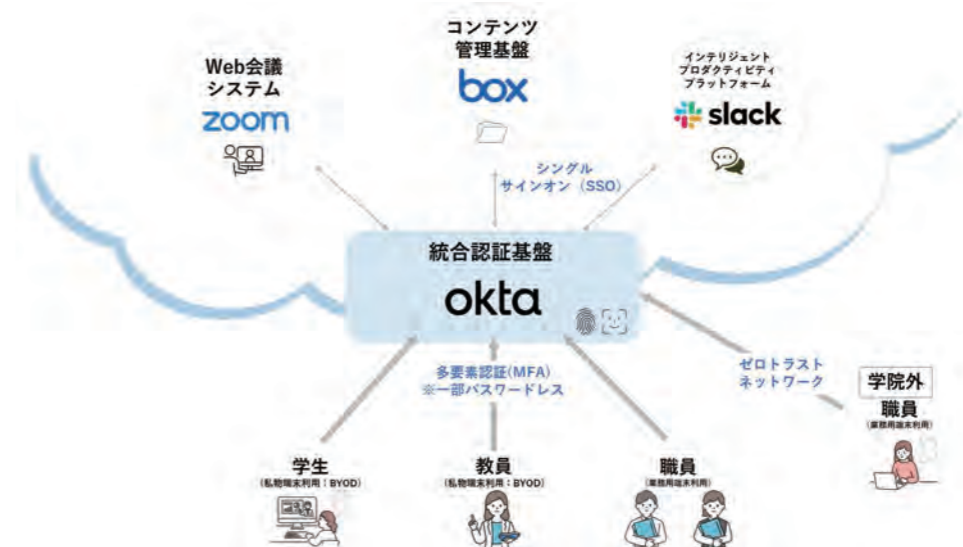 コンテンツ
管理基盤
box
Web会議
システム
zoom
インテリジェント
プロダクティビティ
プラットフォーム
slack
シングル
サインオン（SSO）
統合認証基盤
okta
多要素認証(MFA)
※一部パスワードレス
ゼロトラスト
ネットワーク
学院外
職員
（業務用端末利用）
学生
（私物端末利用：BYOD）
教員
（私物端末利用：BYOD）
職員
（業務用端末利用）